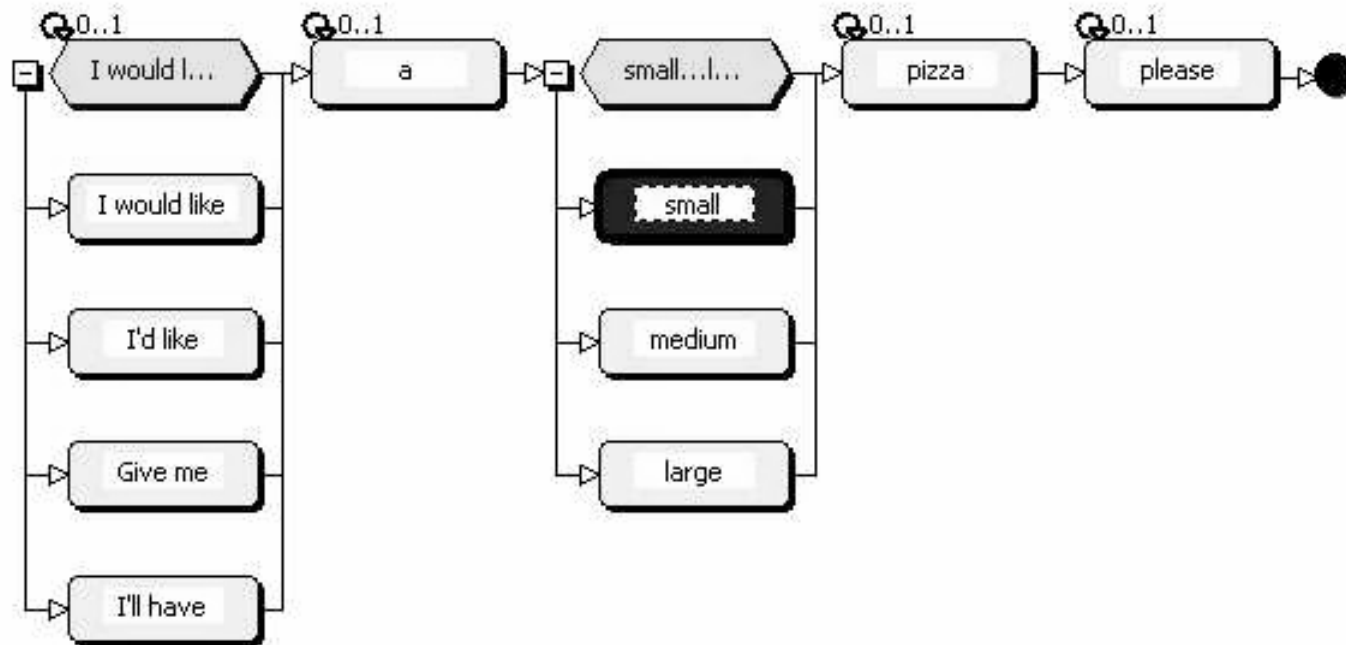 0..1 0..1 0..1 0..1
I would l... a small...l... pizza please
I would like small
I'd like medium
Give me large
I'll have